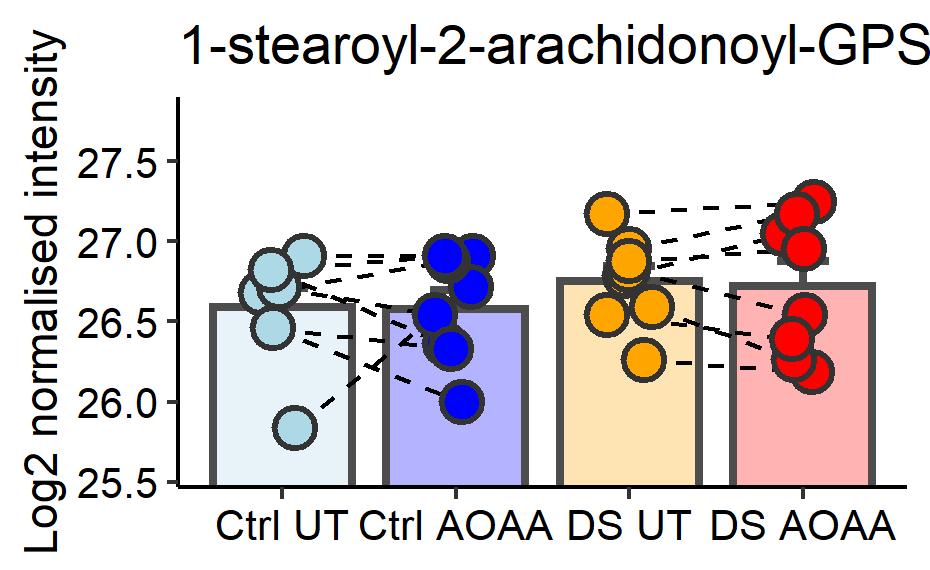 1-stearoyl-2-arachidonoyl-GPS
Log2 normalised intensity
27.5
27.0
26.5
26.0
25.5
Ctrl UT Ctrl AOAA DS UT DS AOAA